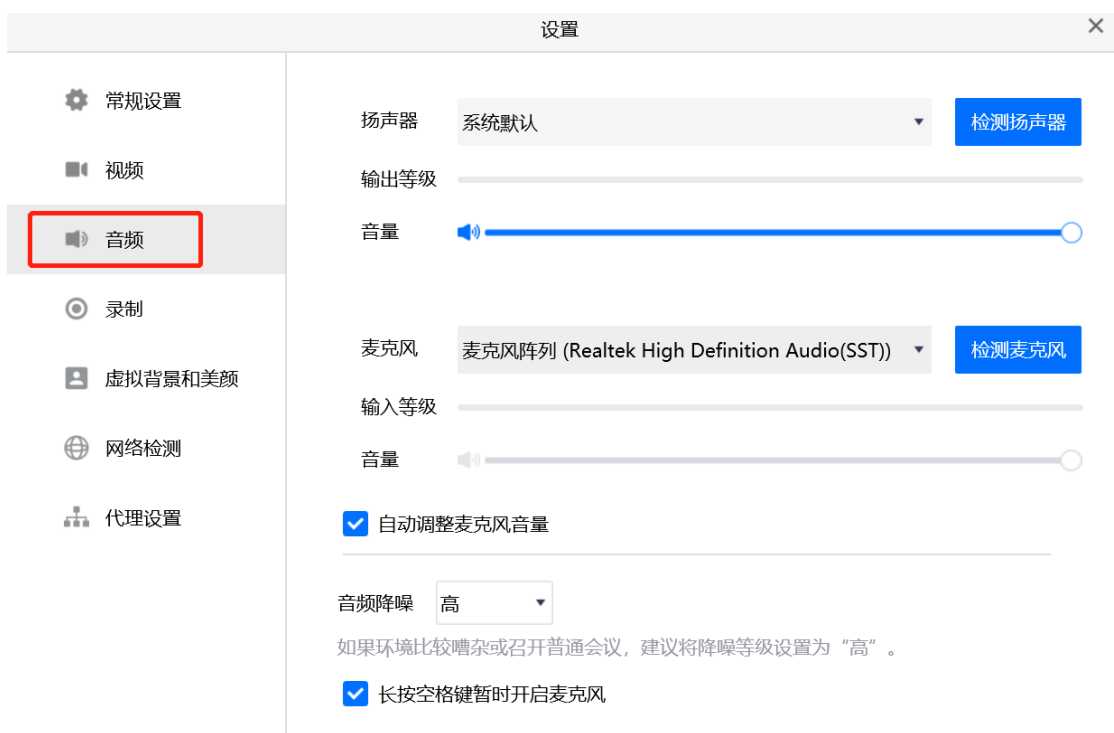 设置
常规设置
视频
音频
录制
虚拟背景和美颜
网络检测
代理设置
扬声器 系统默认 检测扬声器
输出等级
音量
麦克风 麦克风阵列 (Realtek High Definition Audio(SST)) 检测麦克风
输入等级
音量
自动调整麦克风音量
音频降噪 高
如果环境比较嘈杂或召开普通会议，建议将降噪等级设置为“高”。
长按空格键暂时开启麦克风